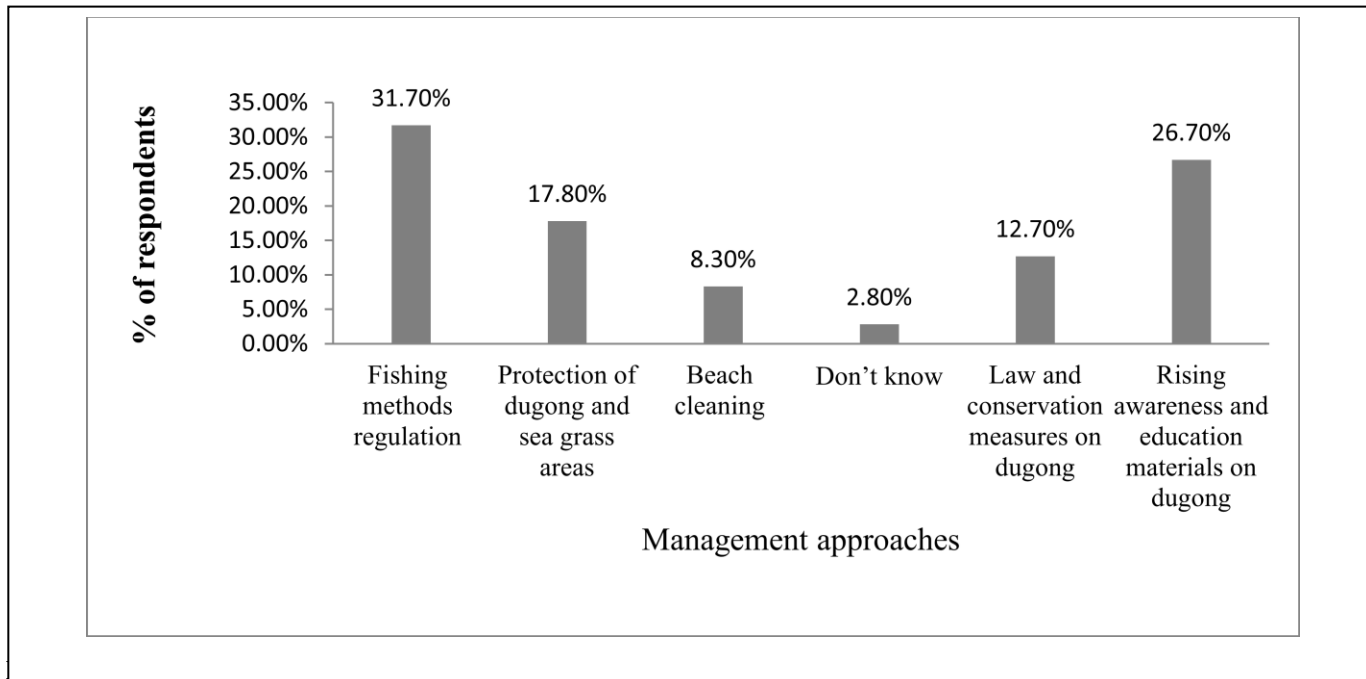 % of respondents
35.00%
30.00%
25.00%
20.00%
15.00%
10.00%
5.00%
0.00%
31.70%
17.80%
8.30%
2.80%
12.70%
26.70%
Fishing
methods
regulation
Protection of
dugong and
sea grass
areas
Beach
cleaning
Don’t know
Law and
conservation
measures on
dugong
Rising
awareness and
education
materials on
dugong
Management approaches